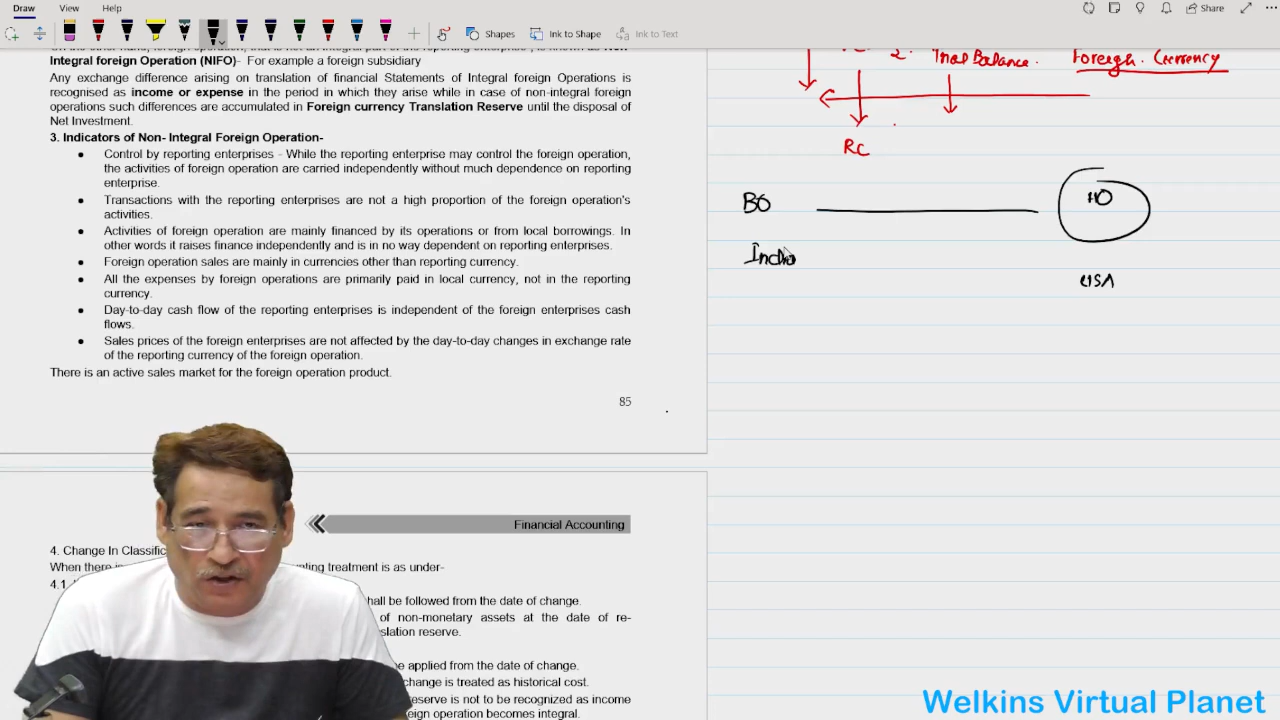 Draw View Help
Shapes Ink to Shape Ink to Text Share
Integral foreign Operation (NIFO)- For example a foreign subsidiary
Any exchange difference arising on translation of financial Statements of Integral foreign Operations is
recognised as income or expense in the period in which they arise while in case of non-integral foreign
operations such differences are accumulated in Foreign currency Translation Reserve until the disposal of
Net Investment.
3. Indicators of Non- Integral Foreign Operation-
● Control by reporting enterprises - While the reporting enterprise may control the foreign operation,
the activities of foreign operation are carried independently without much dependence on reporting
enterprise.
● Transactions with the reporting enterprises are not a high proportion of the foreign operation's
activities.
● Activities of foreign operation are mainly financed by its operations or from local borrowings. In
other words it raises finance independently and is in no way dependent on reporting enterprises.
● Foreign operation sales are mainly in currencies other than reporting currency.
● All the expenses by foreign operations are primarily paid in local currency, not in the reporting
currency.
● Day-to-day cash flow of the reporting enterprises is independent of the foreign enterprises cash
flows.
● Sales prices of the foreign enterprises are not affected by the day-to-day changes in exchange rate
of the reporting currency of the foreign operation.
There is an active sales market for the foreign operation product.
85
Financial Accounting
4. Change In Classific
When there is
unting treatment is as under-
4.1.
hall be followed from the date of change.
of non-monetary assets at the date of re-
slation reserve.
be applied from the date of change.
change is treated as historical cost.
reserve is not to be recognized as income
eign operation becomes integral.
2. Trial Balance. Foreign. Currency
RC
BO HO
India
USA
Welkins Virtual Planet